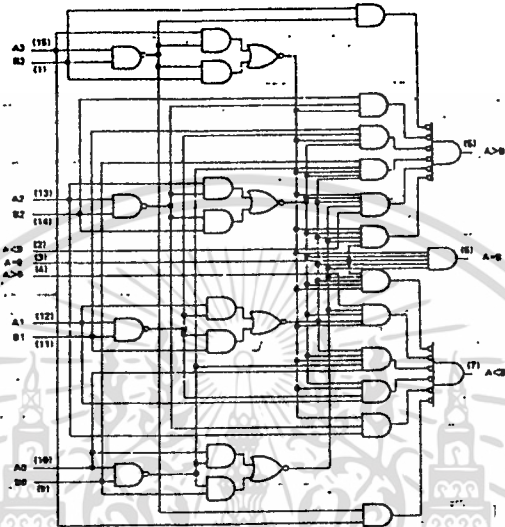 A3 (15)
B3 (1)
(5) A>B
A2 (13)
B2
(14)
(2)
A=B (3)
A>B (4)
(6) A=B
A1 (12)
B1
(11)
(7) A<B
A0 (10)
B0
(9)